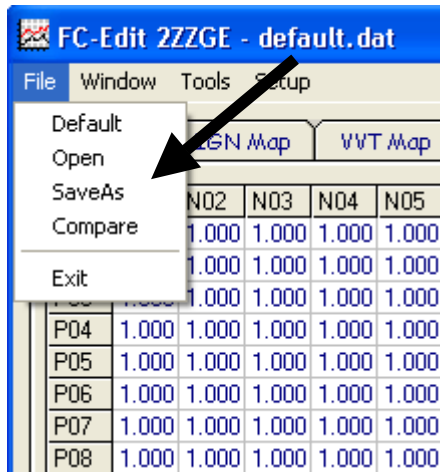 FC-Edit 2ZZGE - default.dat
File Window Tools Setup
Default
IGN Map VVT Map
Open
SaveAs
N02 N03 N04 N05
Compare
1.000 1.000 1.000 1.000
1.000 1.000 1.000 1.000
Exit
P03 1.000 1.000 1.000 1.000 1.000
P04 1.000 1.000 1.000 1.000 1.000
P05 1.000 1.000 1.000 1.000 1.000
P06 1.000 1.000 1.000 1.000 1.000
P07 1.000 1.000 1.000 1.000 1.000
P08 1.000 1.000 1.000 1.000 1.000